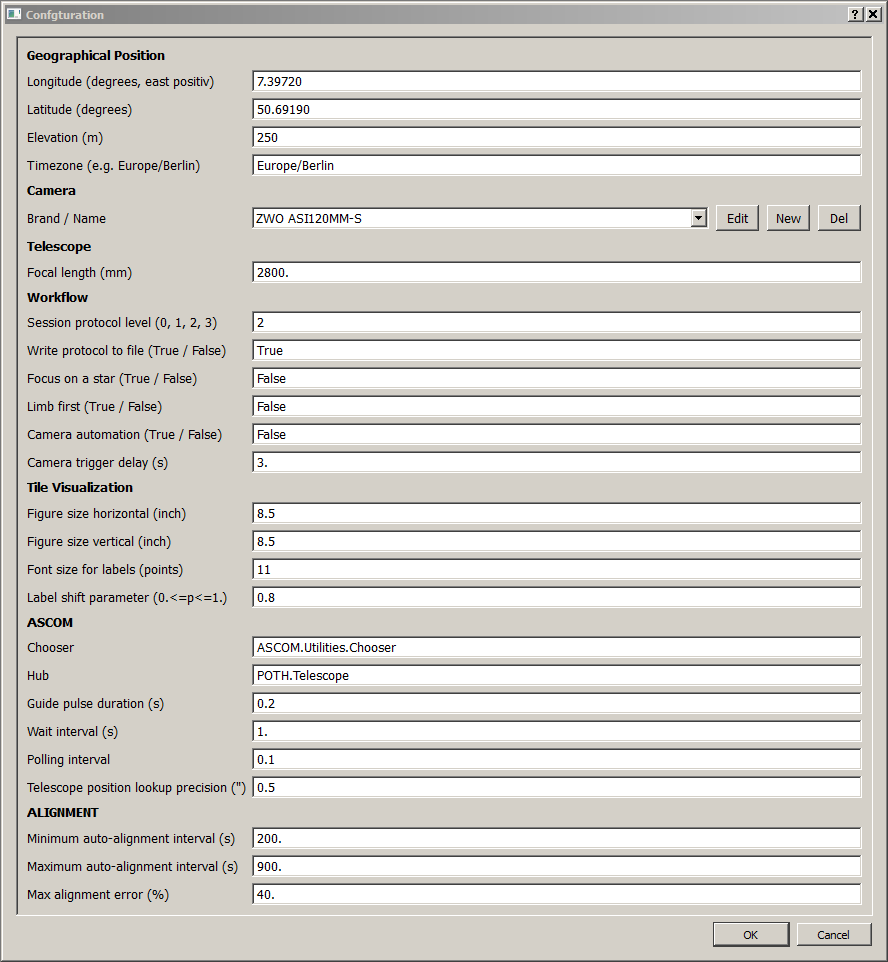 Confgturation
Geographical Position
Longitude (degrees, east positiv) 7.39720
Latitude (degrees) 50.69190
Elevation (m) 250
Timezone (e.g. Europe/Berlin) Europe/Berlin
Camera
Brand / Name ZWO ASI120MM-S Edit New Del
Telescope
Focal length (mm) 2800.
Workflow
Session protocol level (0, 1, 2, 3) 2
Write protocol to file (True / False) True
Focus on a star (True / False) False
Limb first (True / False) False
Camera automation (True / False) False
Camera trigger delay (s) 3.
Tile Visualization
Figure size horizontal (inch) 8.5
Figure size vertical (inch) 8.5
Font size for labels (points) 11
Label shift parameter (0.<=p<=1.) 0.8
ASCOM
Chooser ASCOM.Utilities.Chooser
Hub POTH.Telescope
Guide pulse duration (s) 0.2
Wait interval (s) 1.
Polling interval 0.1
Telescope position lookup precision (") 0.5
ALIGNMENT
Minimum auto-alignment interval (s) 200.
Maximum auto-alignment interval (s) 900.
Max alignment error (%) 40.
OK Cancel